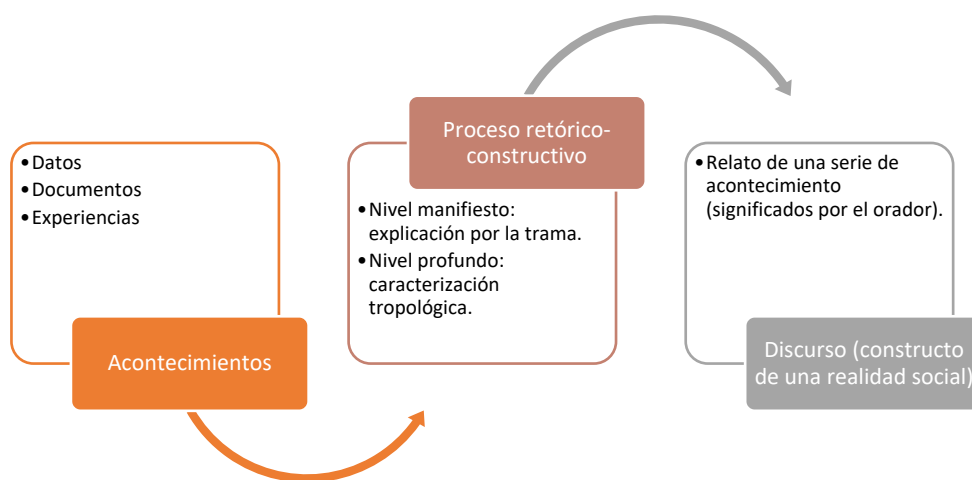 •Datos
•Documentos
•Experiencias
Acontecimientos
Proceso retórico-
constructivo
•Nivel manifiesto:
explicación por la trama.
•Nivel profundo:
caracterización
tropológica.
•Relato de una serie de
acontecimiento
(significados por el orador).
Discurso (constructo
de una realidad social)